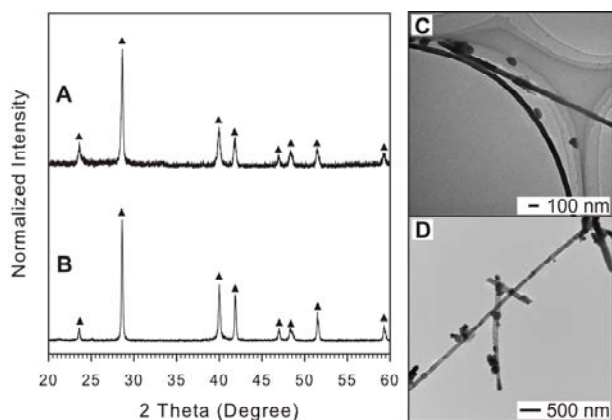 A
B
Normalized Intensity
20 25 30 35 40 45 50 55 60
2 Theta (Degree)
C
100 nm
D
500 nm